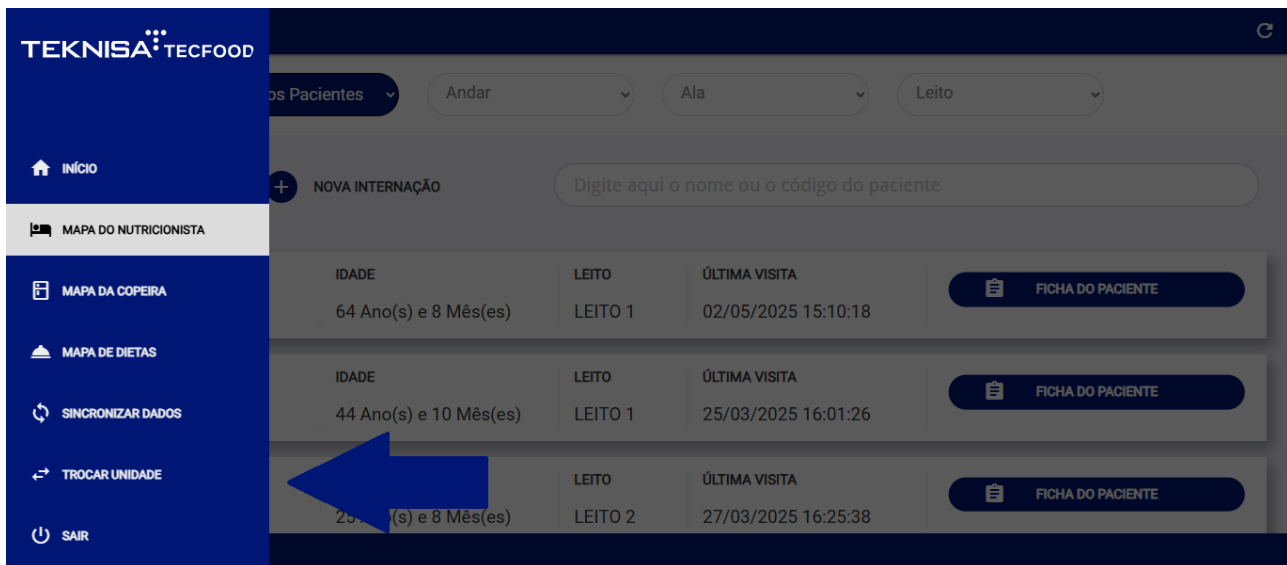 TEKNISA TECFOOD
INÍCIO
MAPA DO NUTRICIONISTA
MAPA DA COPEIRA
MAPA DE DIETAS
SINCRONIZAR DADOS
TROCAR UNIDADE
SAIR
os Pacientes Andar Ala Leito
NOVA INTERNAÇÃO Digite aqui o nome ou o código do paciente
IDADE LEITO ÚLTIMA VISITA
64 Ano(s) e 8 Mês(es) LEITO 1 02/05/2025 15:10:18
FICHA DO PACIENTE
IDADE LEITO ÚLTIMA VISITA
44 Ano(s) e 10 Mês(es) LEITO 1 25/03/2025 16:01:26
FICHA DO PACIENTE
LEITO ÚLTIMA VISITA
(s) e 8 Mês(es) LEITO 2 27/03/2025 16:25:38
FICHA DO PACIENTE